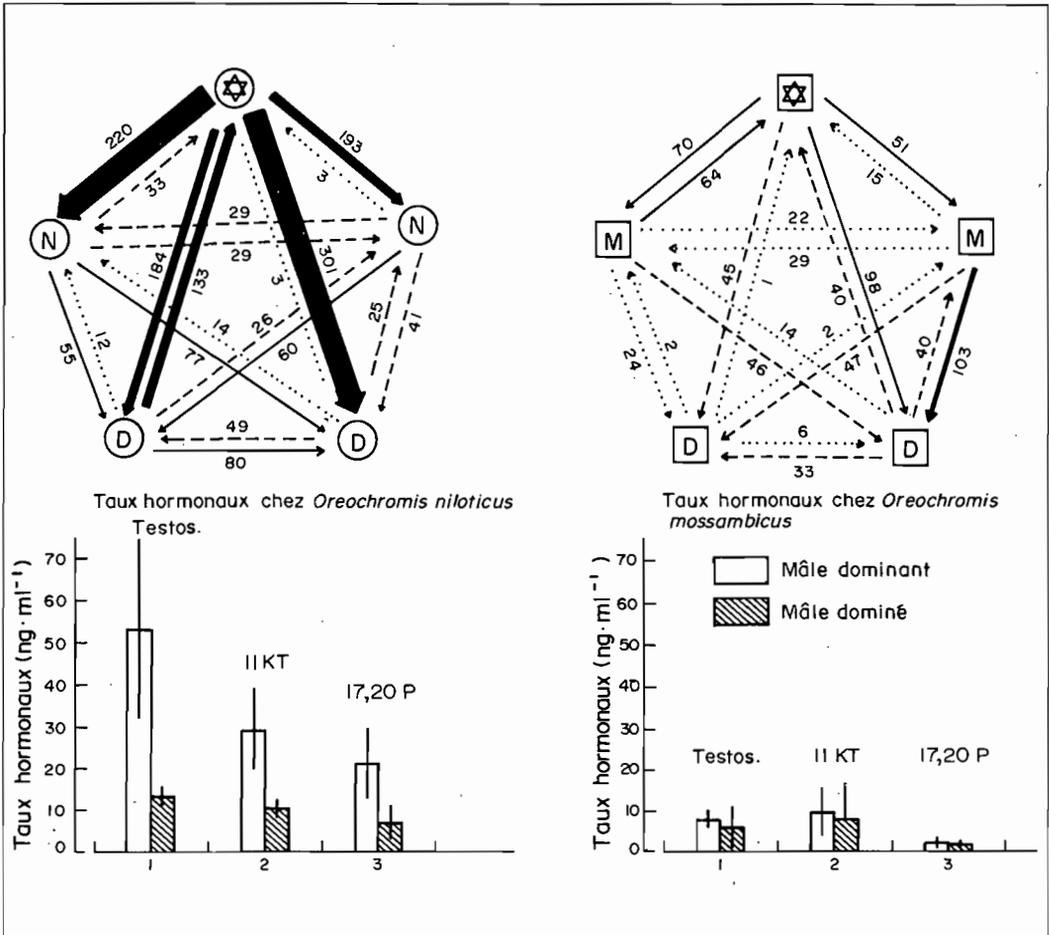 220
193
33
3
N
N
29
29
184
133
3
301
55
12
14
77
26
60
25
41
D
D
49
80
70
51
64
15
M
M
22
29
45
1
40
98
24
2
14
46
2
47
40
103
D
D
6
33
Taux hormonaux chez Oreochromis niloticus
Testos.
11 KT
17,20 P
Taux hormonaux (ng·ml⁻¹)
70
60
50
40
30
20
10
0
1
2
3
Taux hormonaux chez Oreochromis
mossambicus
Mâle dominant
Mâle dominé
Testos.
11 KT
17,20 P
Taux hormonaux (ng·ml⁻¹)
70
60
50
40
30
20
10
0
1
2
3